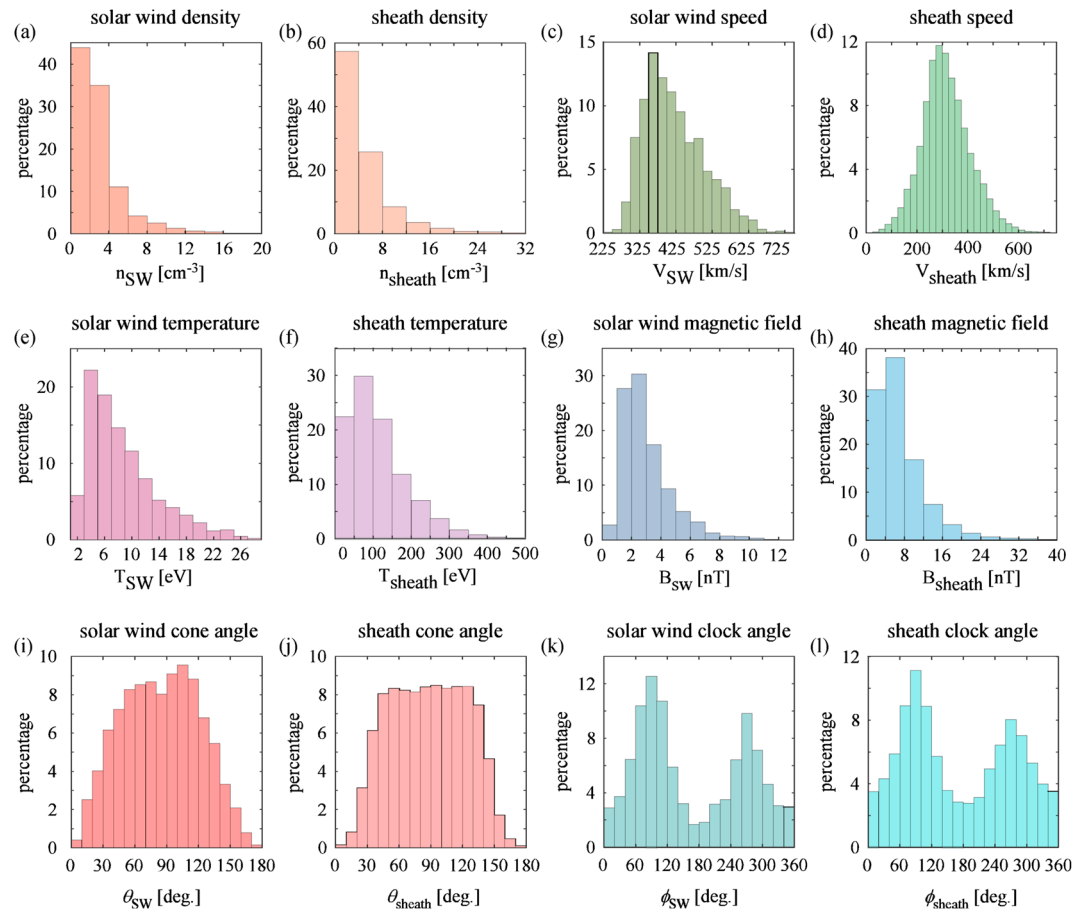 (a) solar wind density
percentage
40
30
20
10
0
0 4 12 20
nSW [cm-3]
(b) sheath density
percentage
60
40
20
0
0 8 16 24 32
nsheath [cm-3]
(c) solar wind speed
percentage
15
10
5
0
225 325 425 525 625 725
VSW [km/s]
(d) sheath speed
percentage
12
8
4
0
200 400 600
Vsheath [km/s]
(e) solar wind temperature
percentage
20
10
0
2 6 10 14 18 22 26
TSW [eV]
(f) sheath temperature
percentage
30
20
10
0
0 100 200 300 400 500
Tsheath [eV]
(g) solar wind magnetic field
percentage
30
20
10
0
0 2 4 6 8 10 12
BSW [nT]
(h) sheath magnetic field
percentage
40
30
20
10
0
0 8 16 24 32 40
Bsheath [nT]
(i) solar wind cone angle
percentage
10
8
6
4
2
0
0 30 60 90 120 150 180
θSW [deg.]
(j) sheath cone angle
percentage
10
8
6
4
2
0
30 60 90 120 150 180
θsheath [deg.]
(k) solar wind clock angle
percentage
12
8
4
0
0 60 120 180 240 300 360
ϕSW [deg.]
(l) sheath clock angle
percentage
12
8
4
0
0 60 120 180 240 300 360
ϕsheath [deg.]